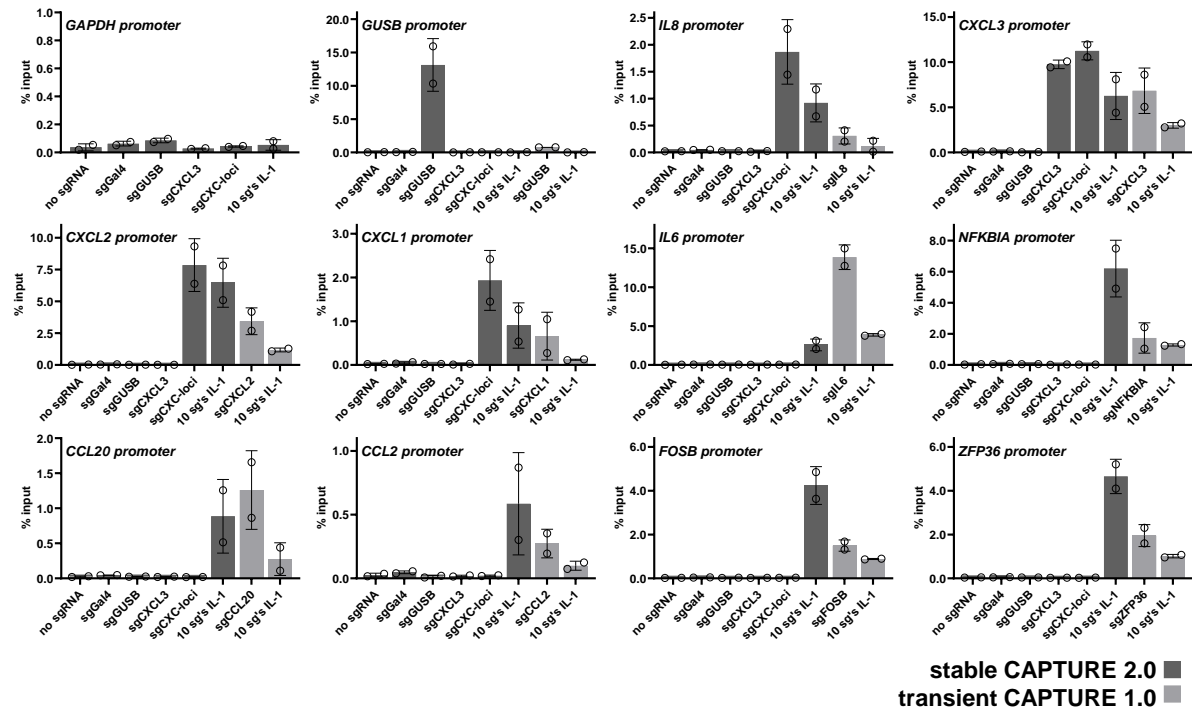 GAPDH promoter
% input
1.0
0.8
0.6
0.4
0.2
0.0
no sgRNA
sgGal4
sgGUSB
sgCXCL3
sgCXC-loci
10 sg's IL-1
GUSB promoter
% input
20.0
15.0
10.0
5.0
0.0
no sgRNA
sgGal4
sgGUSB
sgCXCL3
sgCXC-loci
10 sg's IL-1
sgGUSB
10 sg's IL-1
IL8 promoter
% input
2.5
2.0
1.5
1.0
0.5
0.0
no sgRNA
sgGal4
sgGUSB
sgCXCL3
sgCXC-loci
10 sg's IL-1
sgIL8
10 sg's IL-1
CXCL3 promoter
% input
15.0
10.0
5.0
0.0
no sgRNA
sgGal4
sgGUSB
sgCXCL3
sgCXC-loci
10 sg's IL-1
sgCXCL3
10 sg's IL-1
CXCL2 promoter
% input
10.0
7.5
5.0
2.5
0.0
no sgRNA
sgGal4
sgGUSB
sgCXCL3
sgCXC-loci
10 sg's IL-1
sgCXCL2
10 sg's IL-1
CXCL1 promoter
% input
3.0
2.0
1.0
0.0
no sgRNA
sgGal4
sgGUSB
sgCXCL3
sgCXC-loci
10 sg's IL-1
sgCXCL1
10 sg's IL-1
IL6 promoter
% input
15.0
10.0
5.0
0.0
no sgRNA
sgGal4
sgGUSB
sgCXCL3
sgCXC-loci
10 sg's IL-1
sgIL6
10 sg's IL-1
NFKBIA promoter
% input
8.0
6.0
4.0
2.0
0.0
no sgRNA
sgGal4
sgGUSB
sgCXCL3
sgCXC-loci
10 sg's IL-1
sgNFKBIA
10 sg's IL-1
CCL20 promoter
% input
2.0
1.5
1.0
0.5
0.0
no sgRNA
sgGal4
sgGUSB
sgCXCL3
sgCXC-loci
10 sg's IL-1
sgCCL20
10 sg's IL-1
CCL2 promoter
% input
1.0
0.5
0.0
no sgRNA
sgGal4
sgGUSB
sgCXCL3
sgCXC-loci
10 sg's IL-1
sgCCL2
10 sg's IL-1
FOSB promoter
% input
6.0
4.0
2.0
0.0
no sgRNA
sgGal4
sgGUSB
sgCXCL3
sgCXC-loci
10 sg's IL-1
sgFOSB
10 sg's IL-1
ZFP36 promoter
% input
6.0
4.0
2.0
0.0
no sgRNA
sgGal4
sgGUSB
sgCXCL3
sgCXC-loci
10 sg's IL-1
sgZFP36
10 sg's IL-1
stable CAPTURE 2.0
transient CAPTURE 1.0